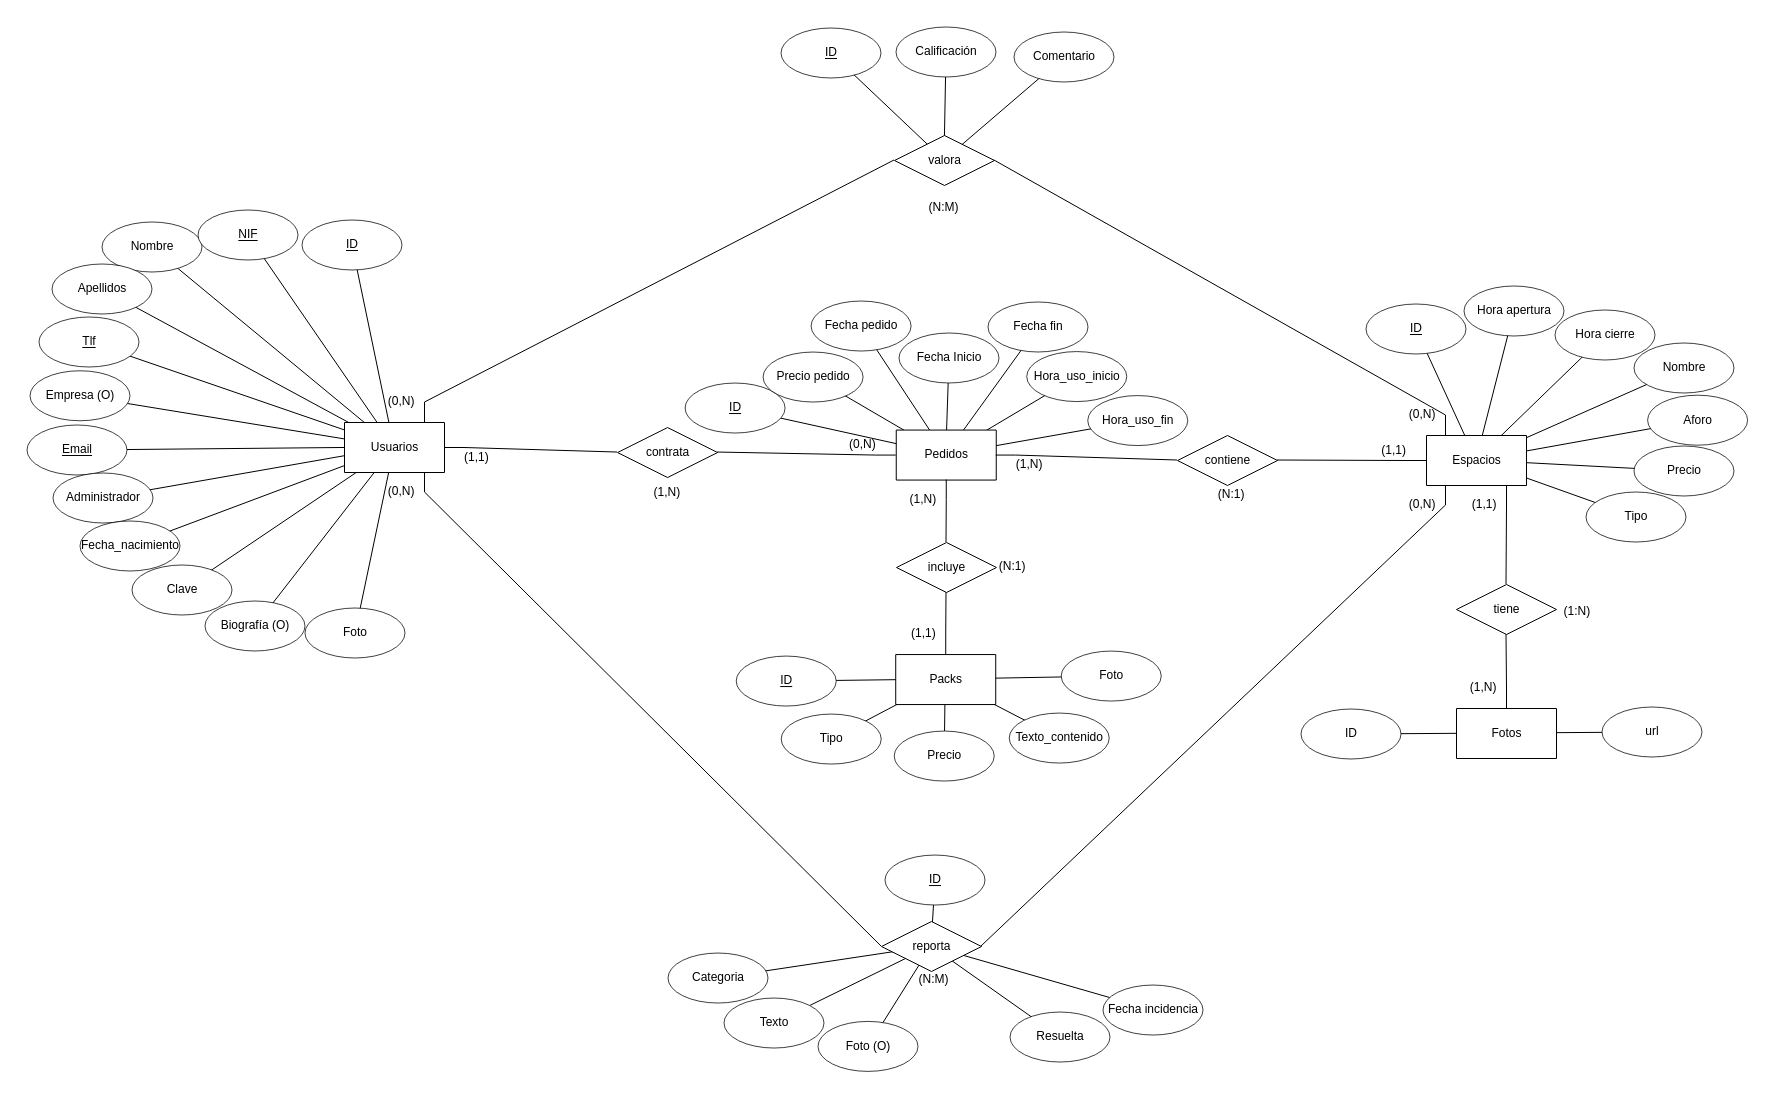 ID
Calificación
Comentario
valora
(N:M)
NIF
ID
Nombre
Apellidos
Tlf
Empresa (O)
Email
Administrador
Fecha_nacimiento
Clave
Biografía (O)
Foto
(0,N)
Usuarios
(1,1)
(0,N)
contrata
(1,N)
Fecha pedido
Fecha fin
Fecha Inicio
Precio pedido
Hora_uso_inicio
ID
Hora_uso_fin
(0,N)
Pedidos
(1,N)
(1,N)
contiene
(N:1)
ID
Hora apertura
Hora cierre
Nombre
Aforo
Precio
Tipo
(0,N)
(1,1)
Espacios
(0,N)
(1,1)
incluye
(N:1)
(1,1)
ID
Packs
Foto
Tipo
Precio
Texto_contenido
tiene
(1:N)
(1,N)
ID
Fotos
url
ID
reporta
(N:M)
Categoria
Texto
Foto (O)
Resuelta
Fecha incidencia